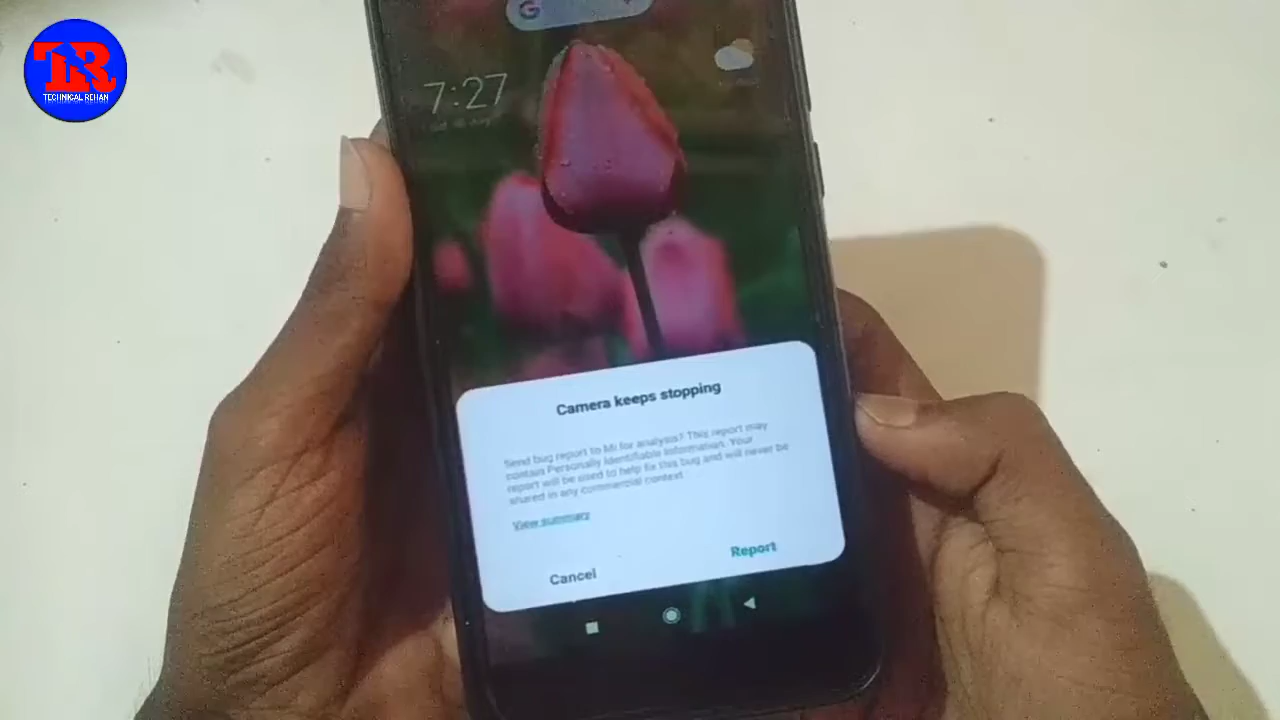 TR
TECHNICAL REHAN
G
7:27
Camera keeps stopping
Send bug report to Mi for analysis? This report may
contain Personally Identifiable Information. Your
report will be used to help fix this bug and will never be
shared in any commercial context.
View summary
Cancel
Report